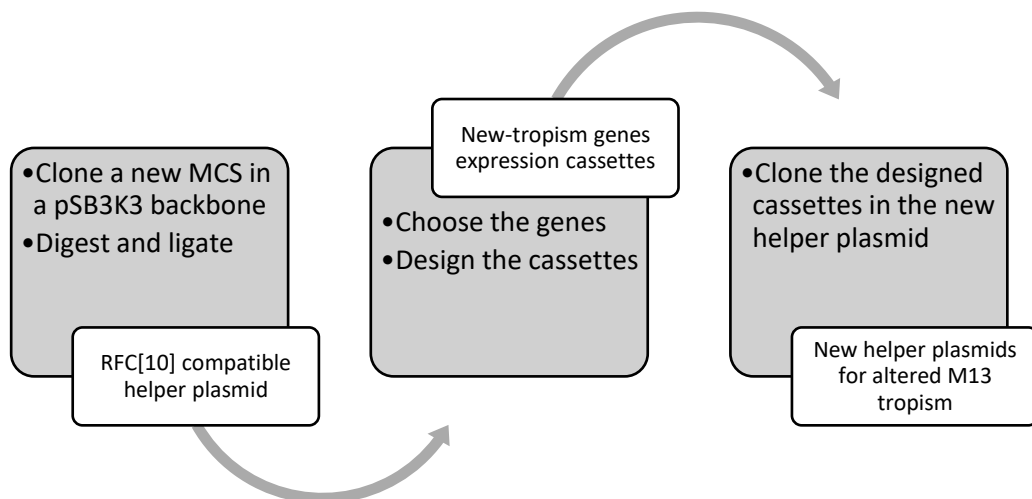 •Clone a new MCS in
a pSB3K3 backbone
•Digest and ligate
RFC[10] compatible
helper plasmid
New-tropism genes
expression cassettes
•Choose the genes
•Design the cassettes
•Clone the designed
cassettes in the new
helper plasmid
New helper plasmids
for altered M13
tropism